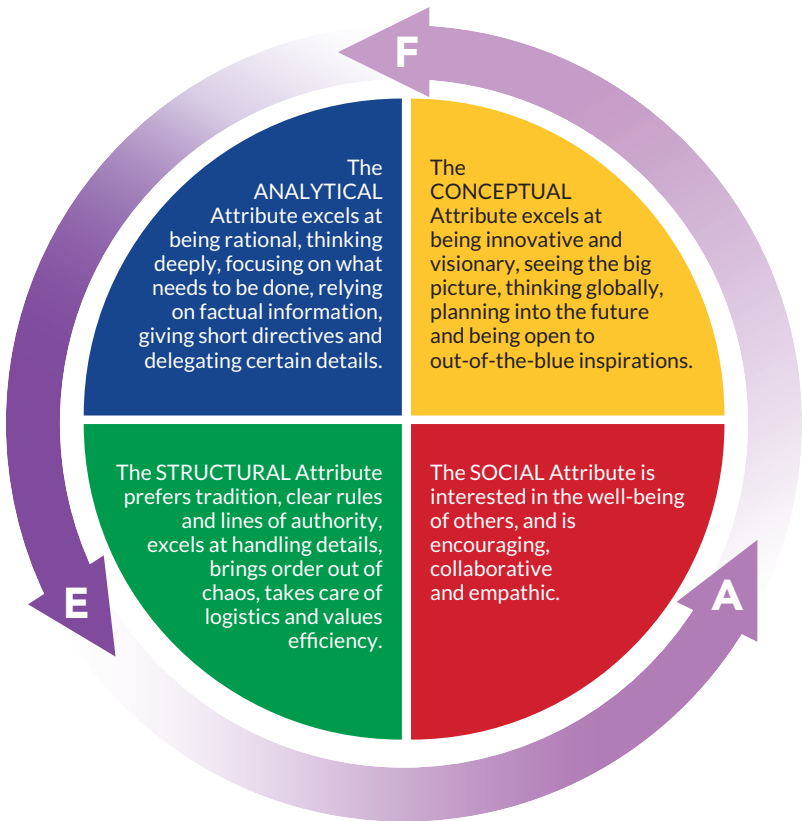 F
The
ANALYTICAL
Attribute excels at
being rational, thinking
deeply, focusing on what
needs to be done, relying
on factual information,
giving short directives and
delegating certain details.
The
CONCEPTUAL
Attribute excels at
being innovative and
visionary, seeing the big
picture, thinking globally,
planning into the future
and being open to
out-of-the-blue inspirations.
The STRUCTURAL Attribute
prefers tradition, clear rules
and lines of authority,
excels at handling details,
brings order out of
chaos, takes care of
logistics and values
efficiency.
The SOCIAL Attribute is
interested in the well-being
of others, and is
encouraging,
collaborative
and empathic.
E
A